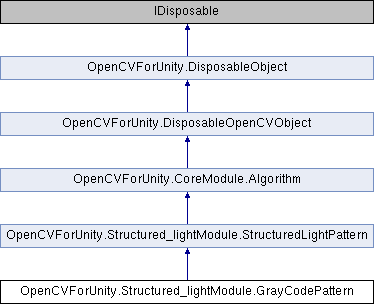 IDisposable
OpenCVForUnity.DisposableObject
OpenCVForUnity.DisposableOpenCVObject
OpenCVForUnity.CoreModule.Algorithm
OpenCVForUnity.Structured_lightModule.StructuredLightPattern
OpenCVForUnity.Structured_lightModule.GrayCodePattern